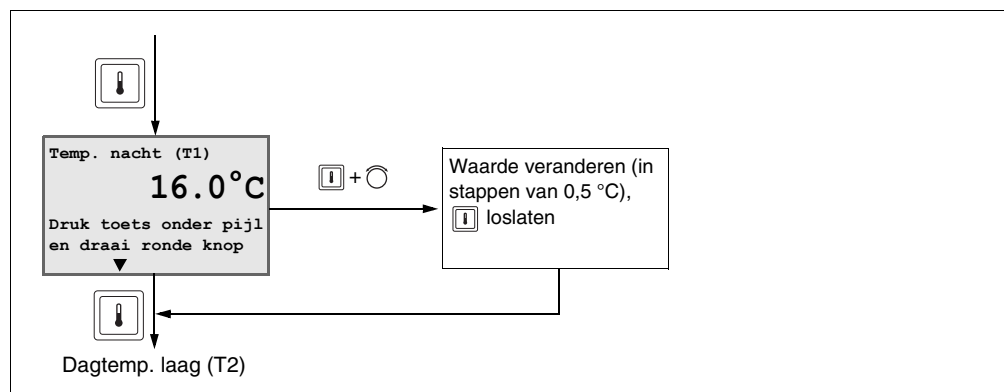 Temp. nacht (T1)
16.0°C
Druk toets onder pijl
en draai ronde knop
+
Waarde veranderen (in
stappen van 0,5 °C),
loslaten
Dagtemp. laag (T2)